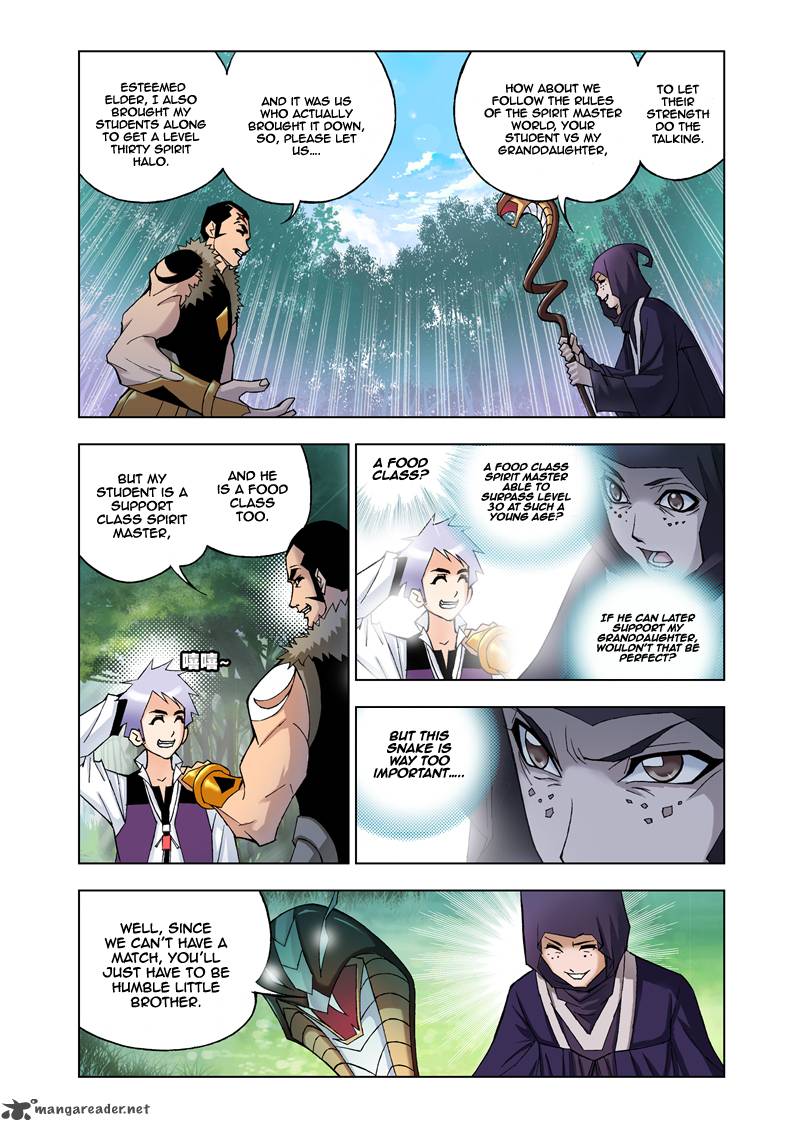 ESTEEMED
ELDER, I ALSO
BROUGHT MY
STUDENTS ALONG
TO GET A LEVEL
THIRTY SPIRIT
HALO.
AND IT WAS US
WHO ACTUALLY
BROUGHT IT DOWN,
SO, PLEASE LET
US....
HOW ABOUT WE
FOLLOW THE RULES
OF THE SPIRIT MASTER
WORLD, YOUR
STUDENT VS MY
GRANDDAUGHTER,
TO LET
THEIR
STRENGTH
DO THE
TALKING.
BUT MY
STUDENT IS A
SUPPORT
CLASS SPIRIT
MASTER,
AND HE
IS A FOOD
CLASS
TOO.
嘻嘻~
A FOOD
CLASS?
A FOOD CLASS
SPIRIT MASTER
ABLE TO
SURPASS LEVEL
30 AT SUCH A
YOUNG AGE?
IF HE CAN LATER
SUPPORT MY
GRANDDAUGHTER,
WOULDN'T THAT BE
PERFECT?
BUT THIS
SNAKE IS
WAY TOO
IMPORTANT.....
WELL, SINCE
WE CAN'T HAVE A
MATCH, YOU'LL
JUST HAVE TO BE
HUMBLE LITTLE
BROTHER.
mangareader.net